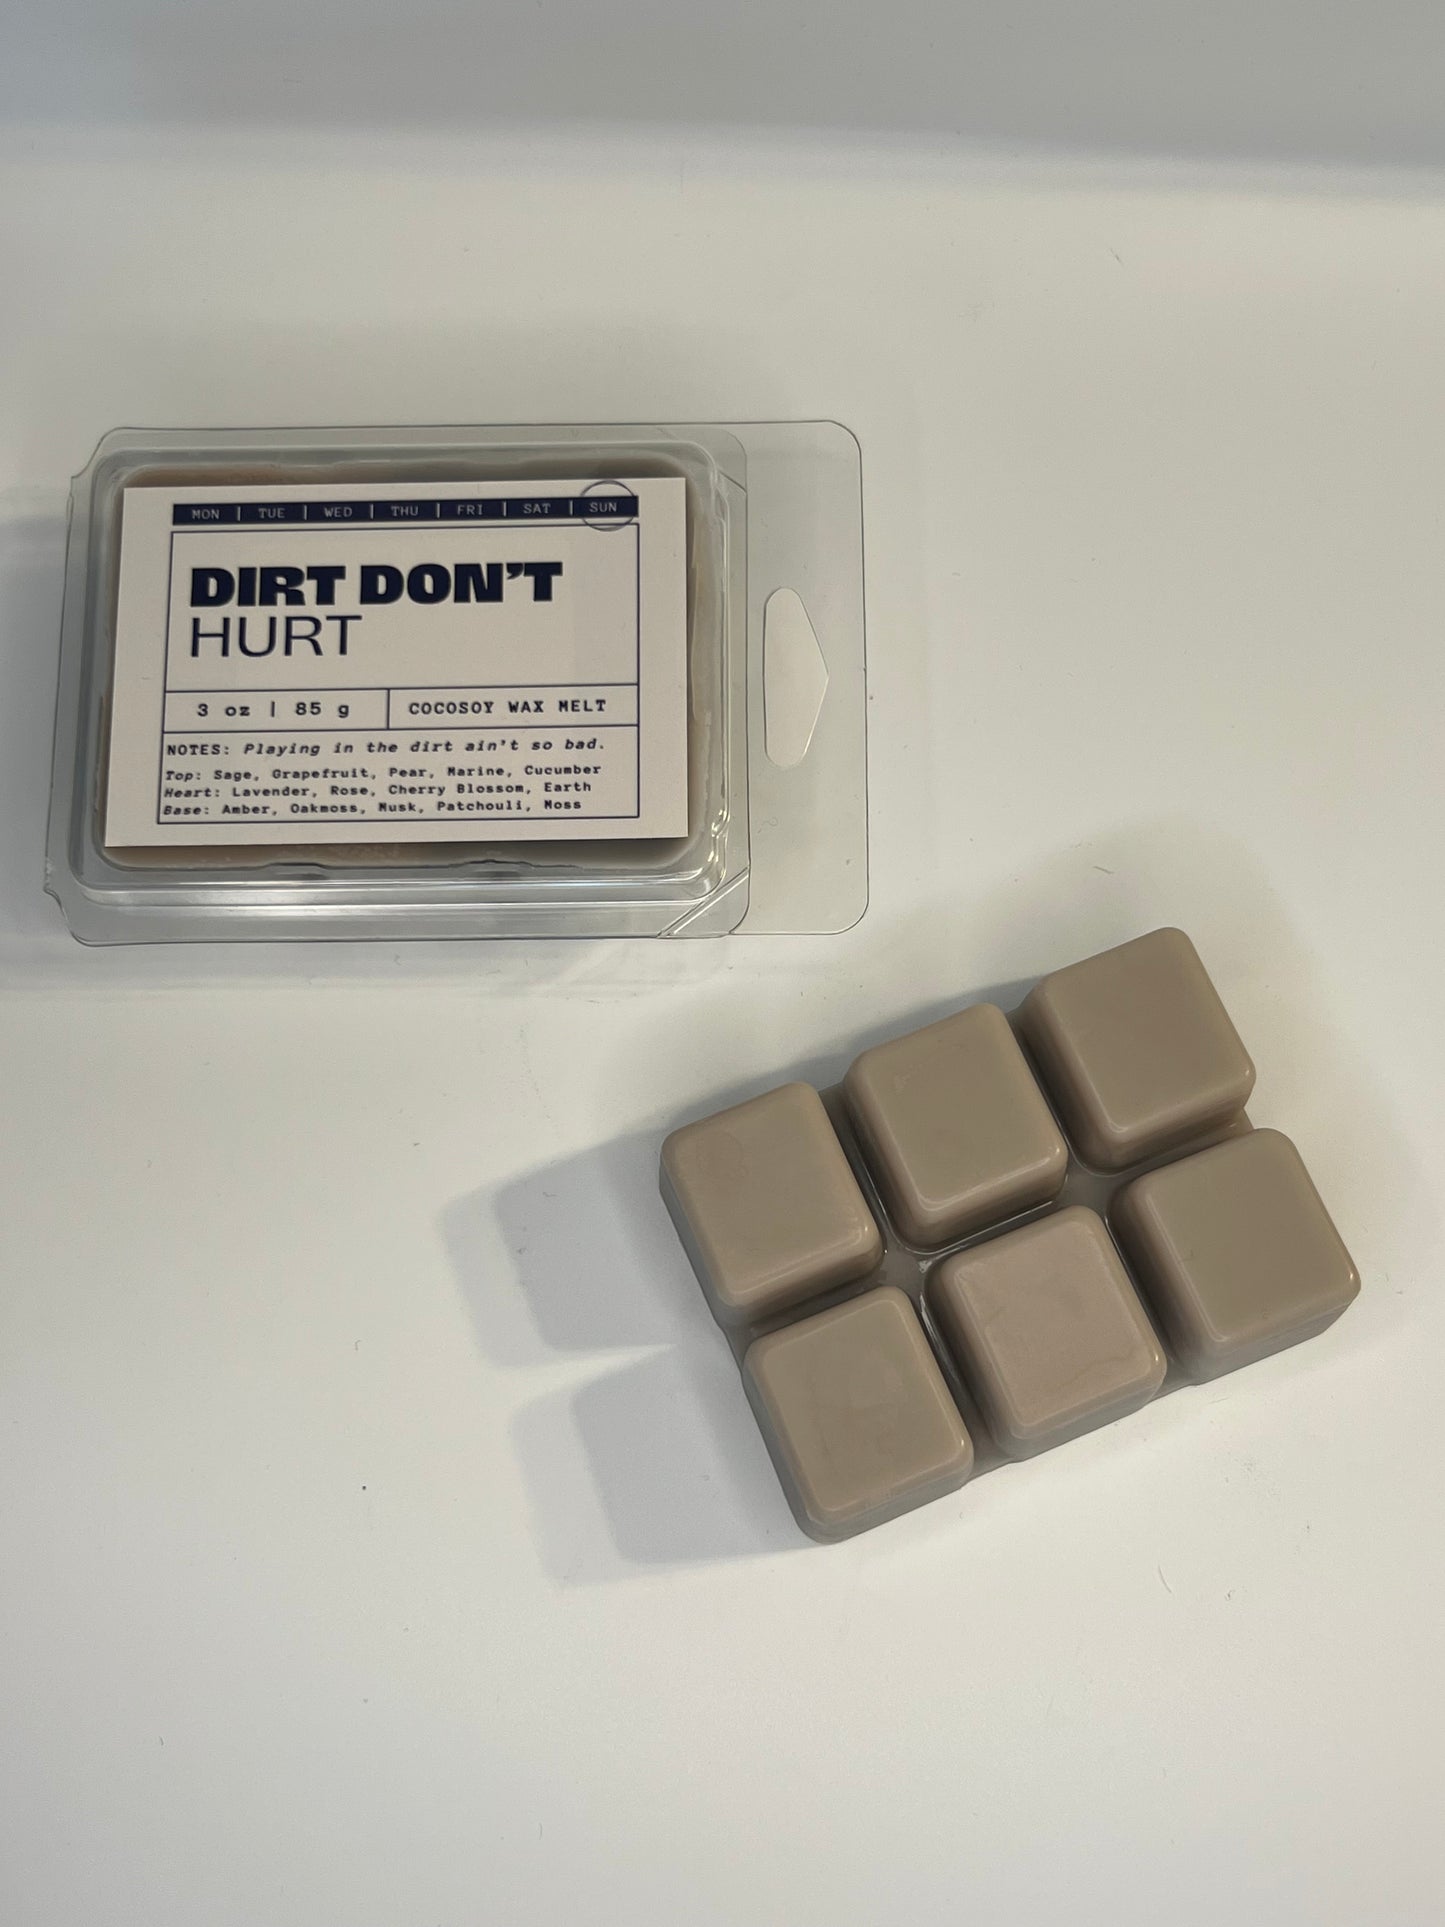 MON | TUE | WED | THU | FRI | SAT | SUN
DIRT DON'T
HURT
3 oz | 85 g
COCOSOY WAX MELT
NOTES: Playing in the dirt ain't so bad.
Top: Sage, Grapefruit, Pear, Marine, Cucumber
Heart: Lavender, Rose, Cherry Blossom, Earth
Base: Amber, Oakmoss, Musk, Patchouli, Moss